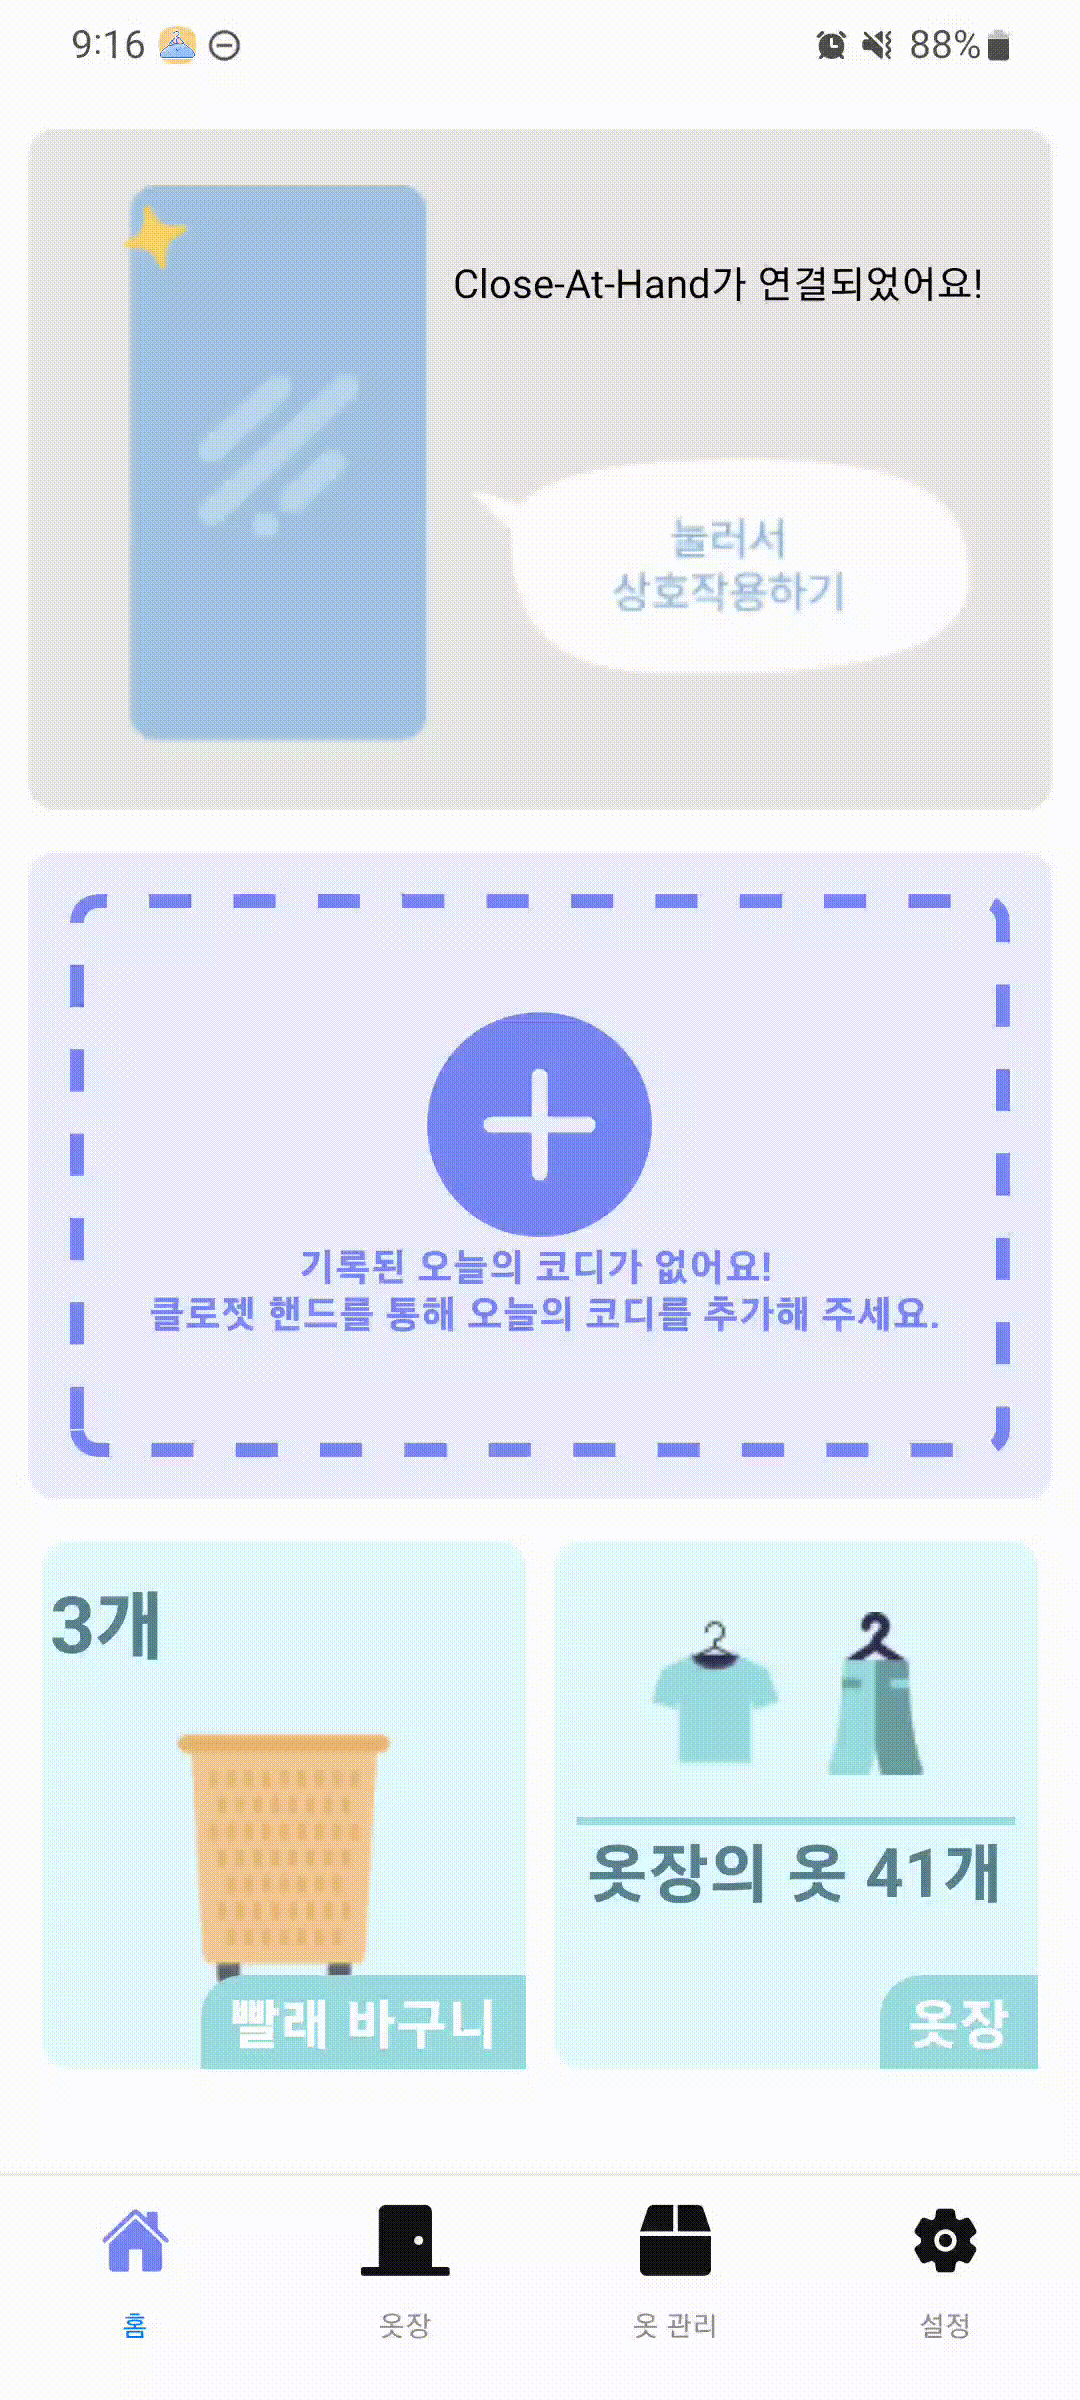 9:16
88%
Close-At-Hand가 연결되었어요!
눌러서
상호작용하기
기록된 오늘의 코디가 없어요!
클로젯 핸드를 통해 오늘의 코디를 추가해 주세요.
3개
빨래 바구니
옷장의 옷 41개
옷장
홈
옷장
옷 관리
설정